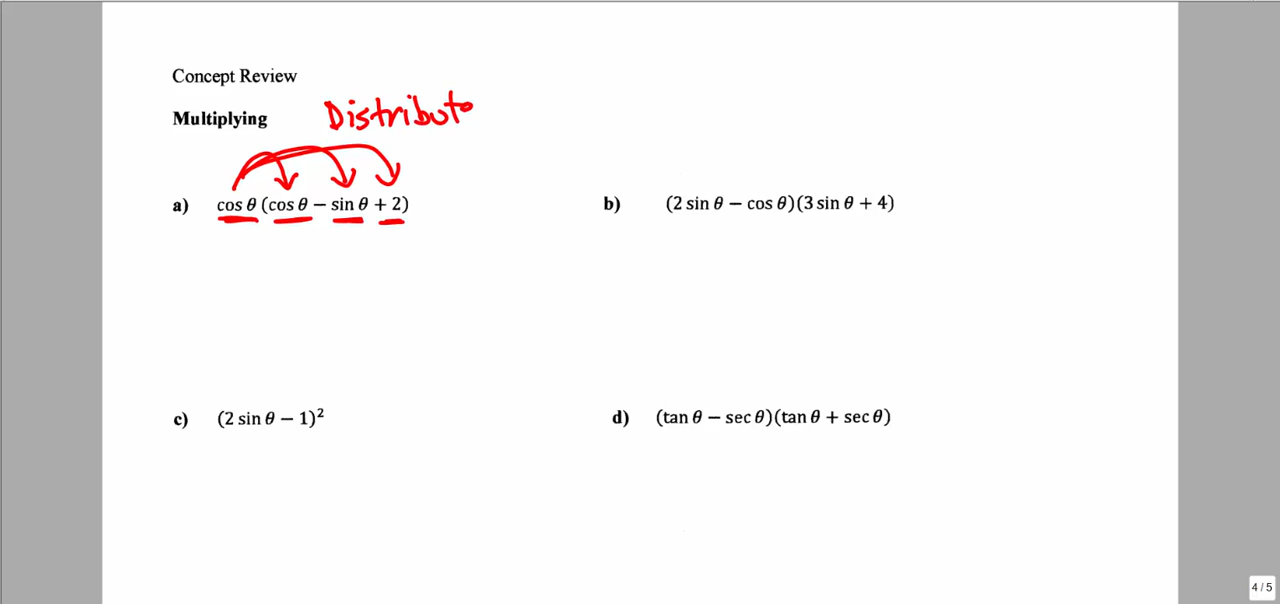 Concept Review
Multiplying Distribute
a) cos θ (cos θ − sin θ + 2)
b) (2 sin θ − cos θ)(3 sin θ + 4)
c) (2 sin θ − 1)²
d) (tan θ − sec θ)(tan θ + sec θ)
4 / 5